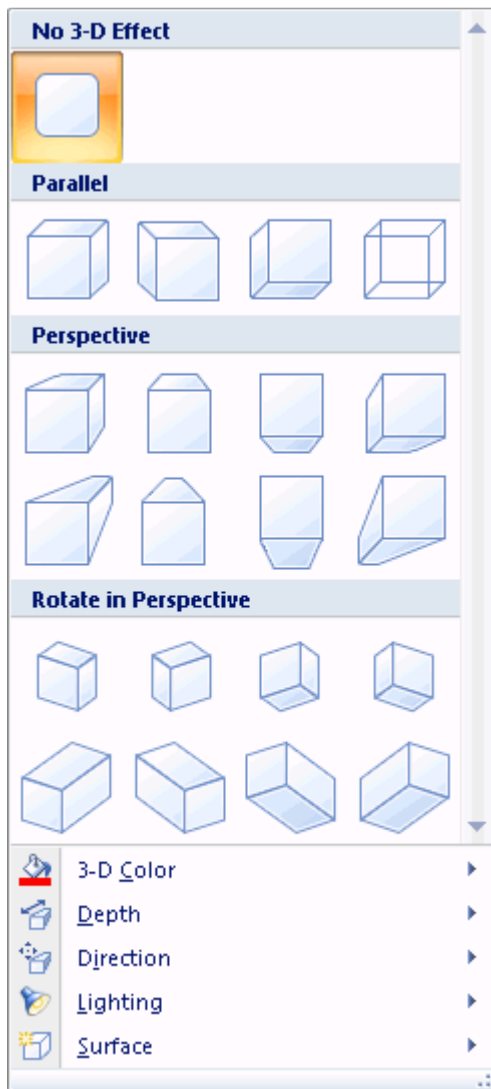 No 3-D Effect
Parallel
Perspective
Rotate in Perspective
3-D Color
Depth
Direction
Lighting
Surface